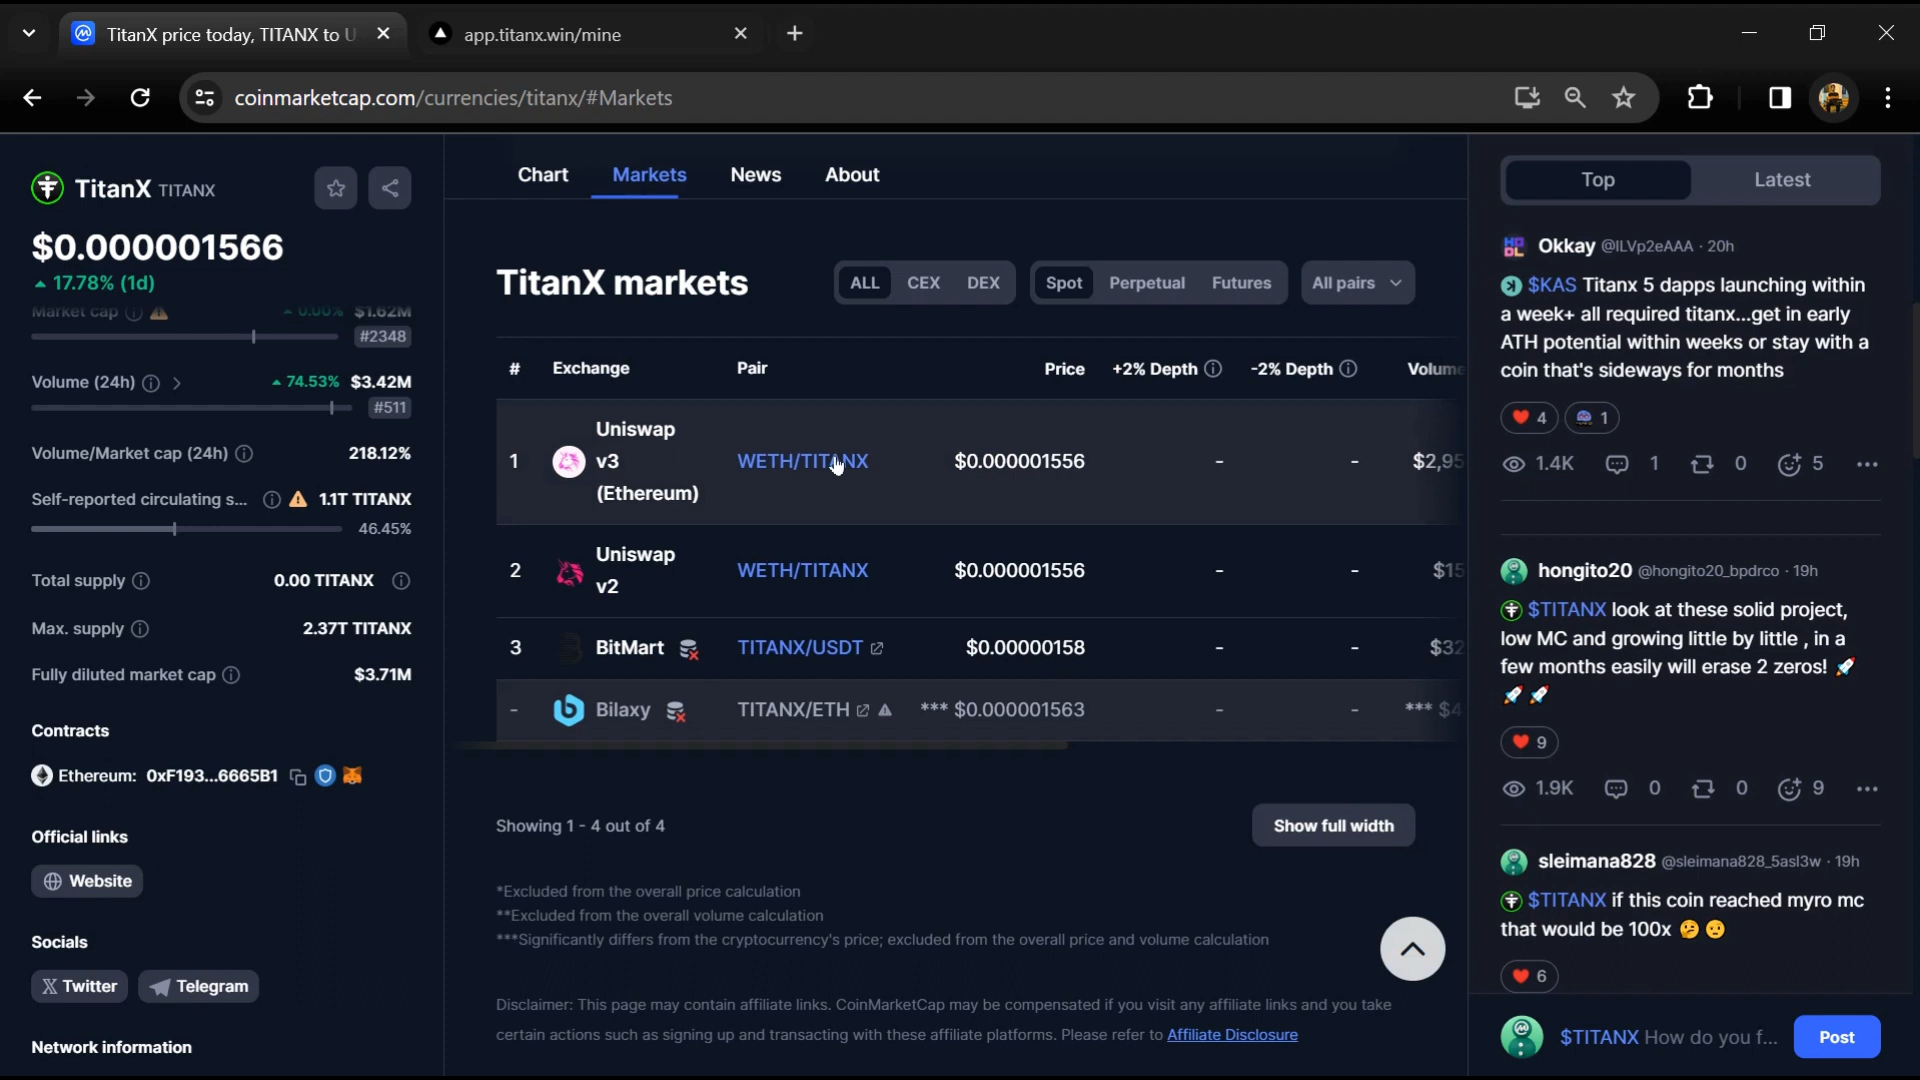 TitanX price today, TITANX to U
app.titanx.win/mine
coinmarketcap.com/currencies/titanx/#Markets
TitanX TITANX
$0.000001566
17.78% (1d)
Market cap 0.00% $1.62M
#2348
Volume (24h) 74.53% $3.42M
#511
Volume/Market cap (24h) 218.12%
Self-reported circulating s... 1.1T TITANX
46.45%
Total supply 0.00 TITANX
Max. supply 2.37T TITANX
Fully diluted market cap $3.71M
Contracts
Ethereum: 0xF193...6665B1
Official links
Website
Socials
Twitter Telegram
Network information
Chart Markets News About
TitanX markets ALL CEX DEX Spot Perpetual Futures All pairs
# Exchange Pair Price +2% Depth -2% Depth Volume
1 Uniswap v3 (Ethereum) WETH/TITANX $0.000001556 - - $2,95
2 Uniswap v2 WETH/TITANX $0.000001556 - - $15
3 BitMart TITANX/USDT $0.00000158 - - $32
- Bilaxy TITANX/ETH *** $0.000001563 - - *** $4
Showing 1 - 4 out of 4 Show full width
*Excluded from the overall price calculation
**Excluded from the overall volume calculation
***Significantly differs from the cryptocurrency's price; excluded from the overall price and volume calculation
Disclaimer: This page may contain affiliate links. CoinMarketCap may be compensated if you visit any affiliate links and you take
certain actions such as signing up and transacting with these affiliate platforms. Please refer to Affiliate Disclosure
Top Latest
Okkay @ILVp2eAAA · 20h
$KAS Titanx 5 dapps launching within
a week+ all required titanx...get in early
ATH potential within weeks or stay with a
coin that's sideways for months
4 1
1.4K 1 0 5
hongito20 @hongito20_bpdrco · 19h
$TITANX look at these solid project,
low MC and growing little by little , in a
few months easily will erase 2 zeros! 🚀
🚀🚀
9
1.9K 0 0 9
sleimana828 @sleimana828_5asl3w · 19h
$TITANX if this coin reached myro mc
that would be 100x
6
$TITANX How do you f... Post